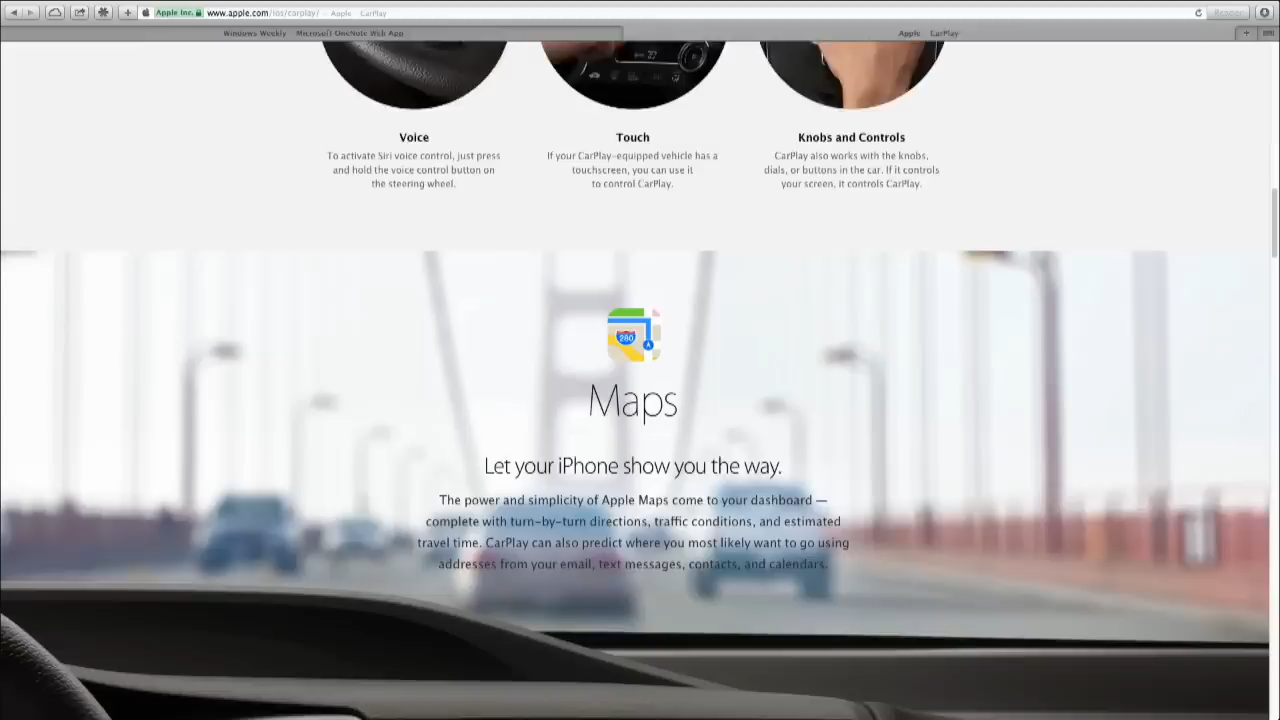 Apple Inc. www.apple.com/ios/carplay/ — Apple CarPlay
Reader
Windows Weekly Microsoft OneNote Web App
Apple CarPlay
Voice
To activate Siri voice control, just press
and hold the voice control button on
the steering wheel.
Touch
If your CarPlay-equipped vehicle has a
touchscreen, you can use it
to control CarPlay.
Knobs and Controls
CarPlay also works with the knobs,
dials, or buttons in the car. If it controls
your screen, it controls CarPlay.
280
A
Maps
Let your iPhone show you the way.
The power and simplicity of Apple Maps come to your dashboard —
complete with turn-by-turn directions, traffic conditions, and estimated
travel time. CarPlay can also predict where you most likely want to go using
addresses from your email, text messages, contacts, and calendars.